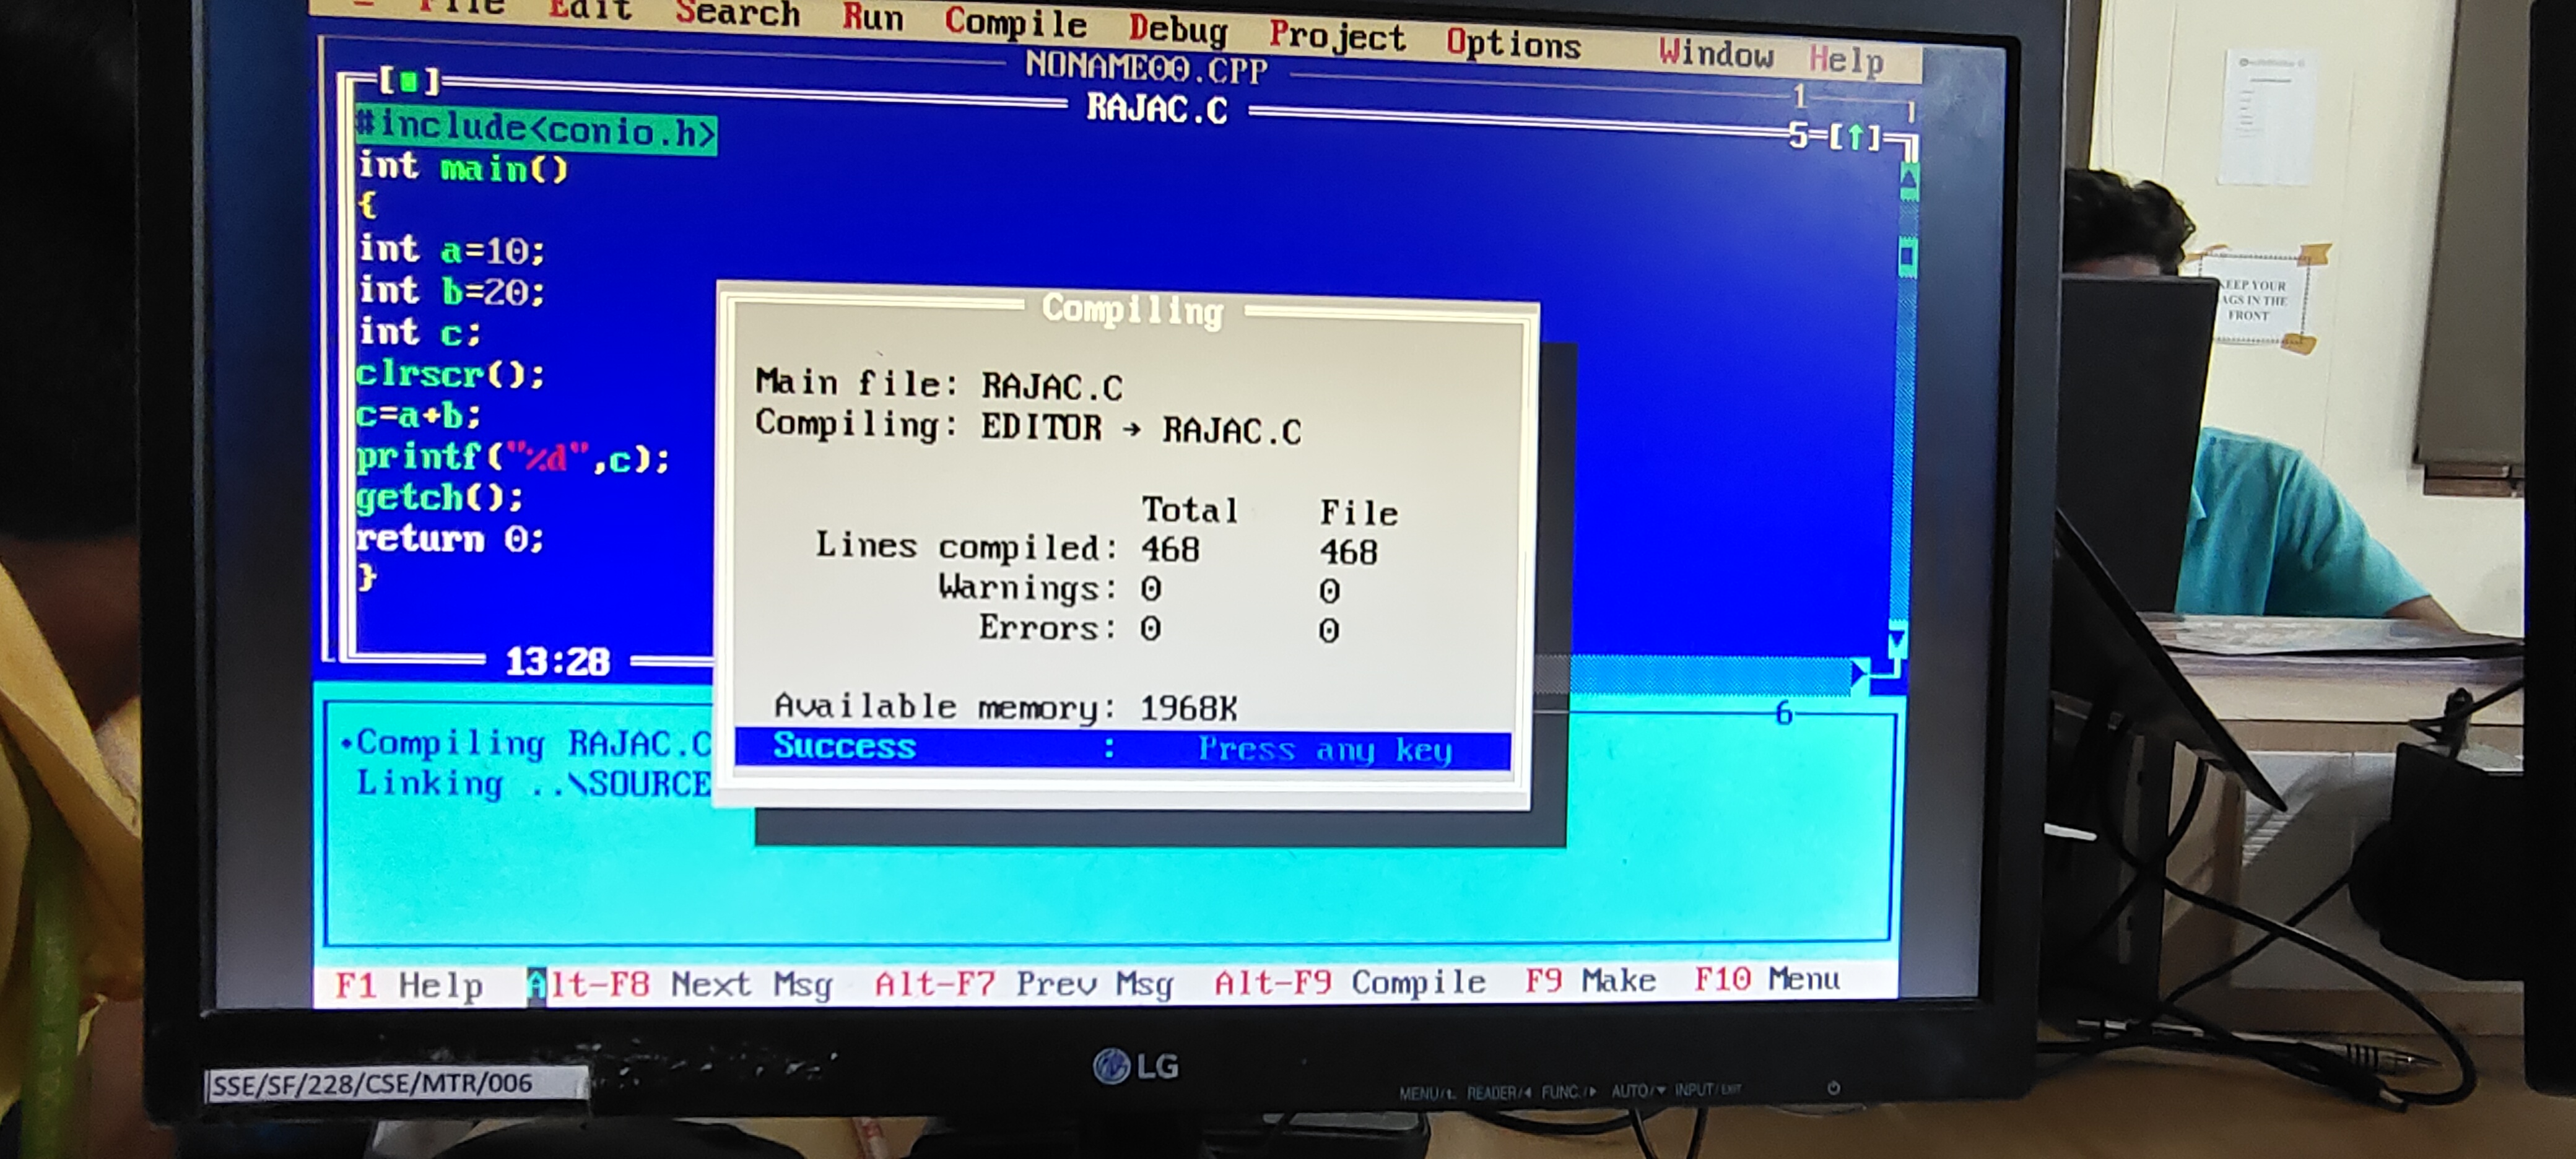 File Edit Search Run Compile Debug Project Options Window Help
NONAME00.CPP
1
[■] RAJAC.C 5=[↑]
#include<conio.h>
int main()
{
int a=10;
int b=20;
int c;
clrscr();
c=a+b;
printf("%d",c);
getch();
return 0;
}
13:28
Compiling
Main file: RAJAC.C
Compiling: EDITOR → RAJAC.C
Total File
Lines compiled: 468 468
Warnings: 0 0
Errors: 0 0
Available memory: 1968K
Success : Press any key
6
•Compiling RAJAC.C
Linking ..\SOURCE
F1 Help Alt-F8 Next Msg Alt-F7 Prev Msg Alt-F9 Compile F9 Make F10 Menu
LG
SSE/SF/228/CSE/MTR/006
MENU/ READER/ FUNC./ AUTO/ INPUT/EXIT
YOUR
IN THE
FRONT